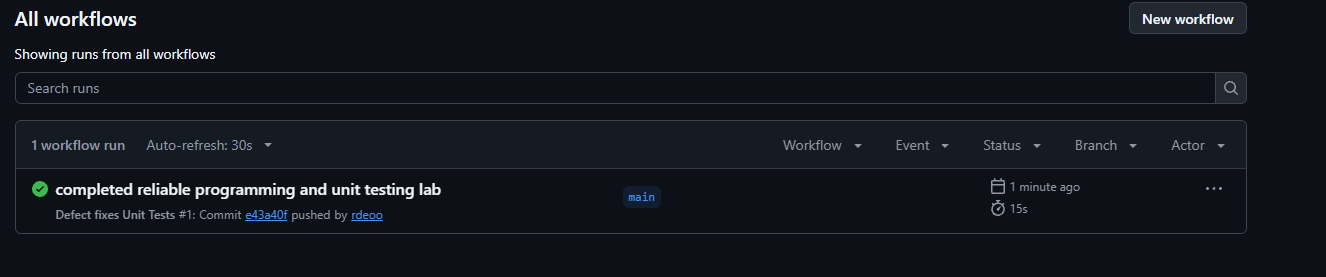 All workflows
New workflow
Showing runs from all workflows
Search runs
1 workflow run Auto-refresh: 30s Workflow Event Status Branch Actor
completed reliable programming and unit testing lab
main
1 minute ago
Defect fixes Unit Tests #1: Commit e43a40f pushed by rdeoo
15s